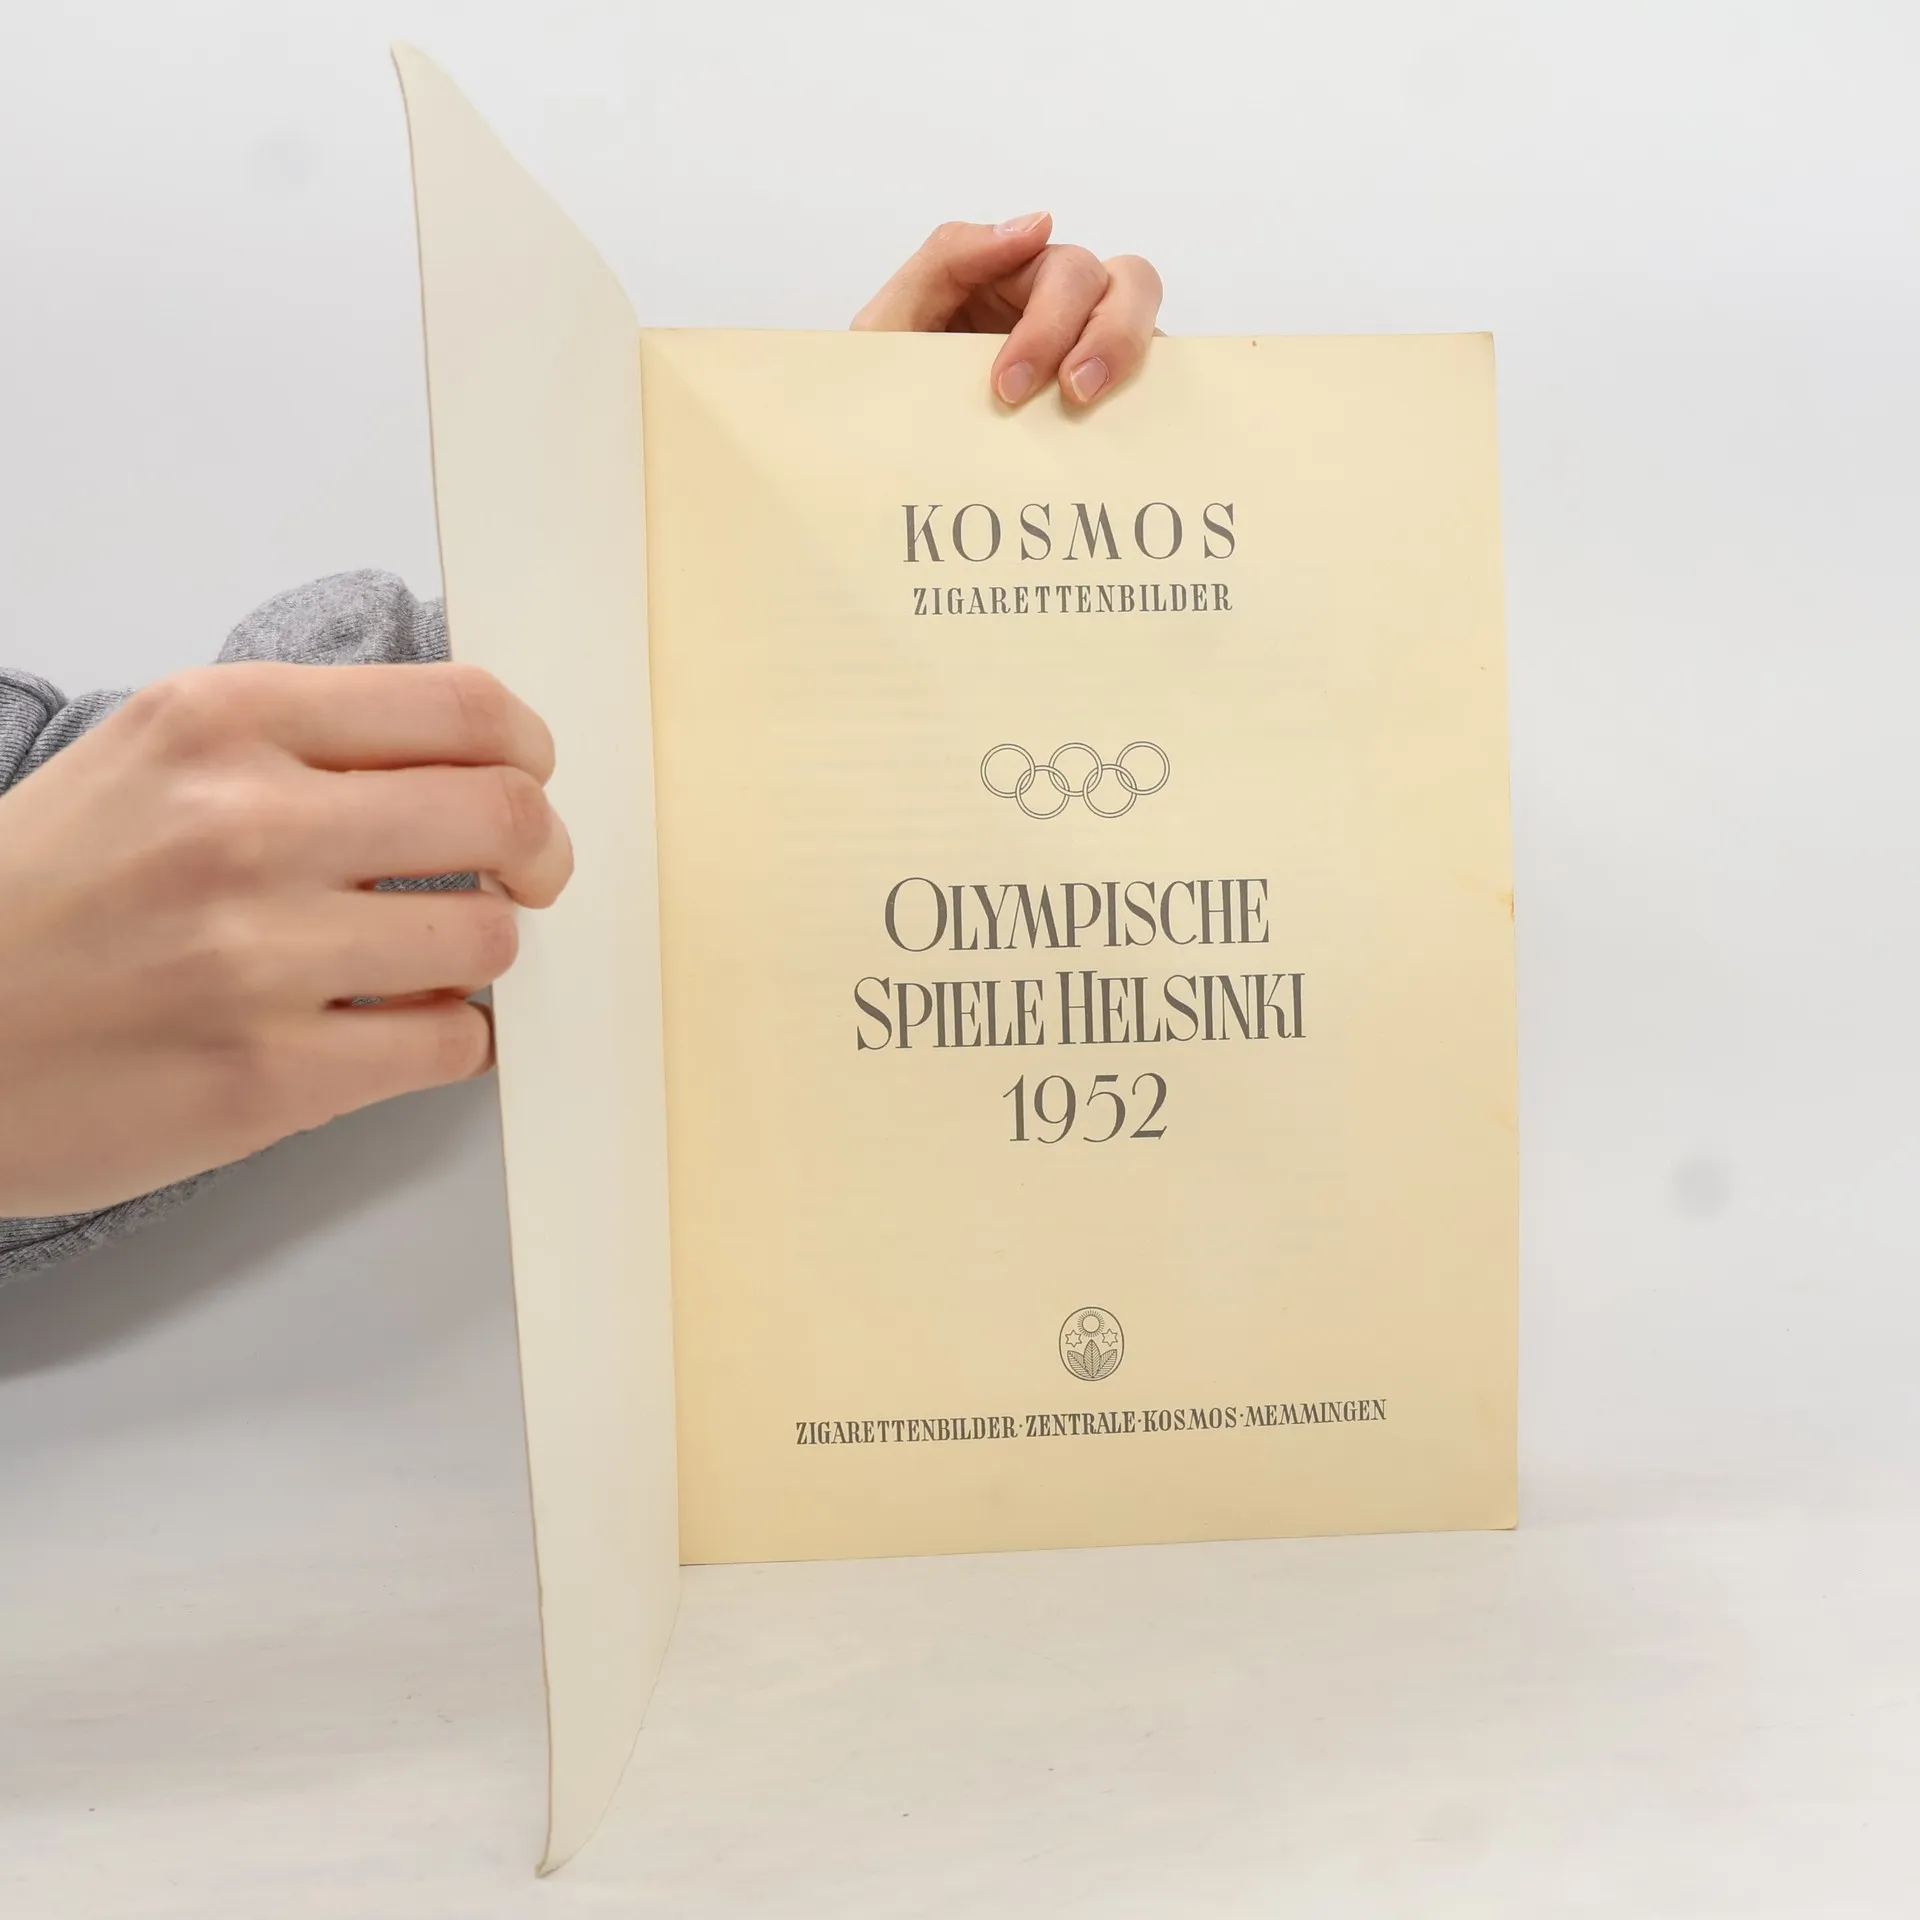 KOSMOS
ZIGARETTENBILDER
OLYMPISCHE
SPIELE HELSINKI
1952
ZIGARETTENBILDER·ZENTRALE·KOSMOS·MEMMINGEN